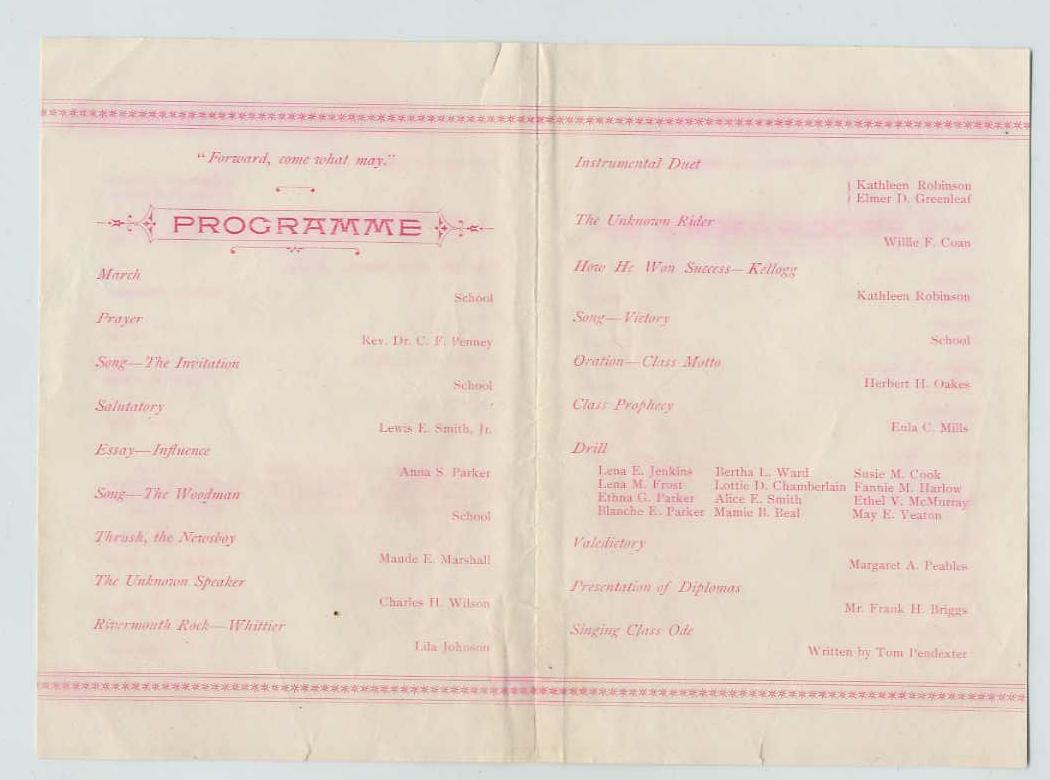 "Forward, come what may."
PROGRAMME
March
School
Prayer
Rev. Dr. C. F. Penney
Song—The Invitation
School
Salutatory
Lewis E. Smith, Jr.
Essay—Influence
Anna S. Parker
Song—The Woodman
School
Thrush, the Newsboy
Maude E. Marshall
The Unknown Speaker
Charles H. Wilson
Rivermouth Rock—Whittier
Lila Johnson
Instrumental Duet
Kathleen Robinson
Elmer D. Greenleaf
The Unknown Rider
Willie F. Coan
How He Won Success—Kellogg
Kathleen Robinson
Song—Victory
School
Oration—Class Motto
Herbert H. Oakes
Class Prophecy
Eula C. Mills
Drill
Lena E. Jenkins Bertha L. Ward Susie M. Cook
Lena M. Frost Lottie D. Chamberlain Fannie M. Harlow
Ethna G. Parker Alice E. Smith Ethel V. McMurray
Blanche E. Parker Mamie B. Beal May E. Yeaton
Valedictory
Margaret A. Peables
Presentation of Diplomas
Mr. Frank H. Briggs
Singing Class Ode
Written by Tom Pendexter